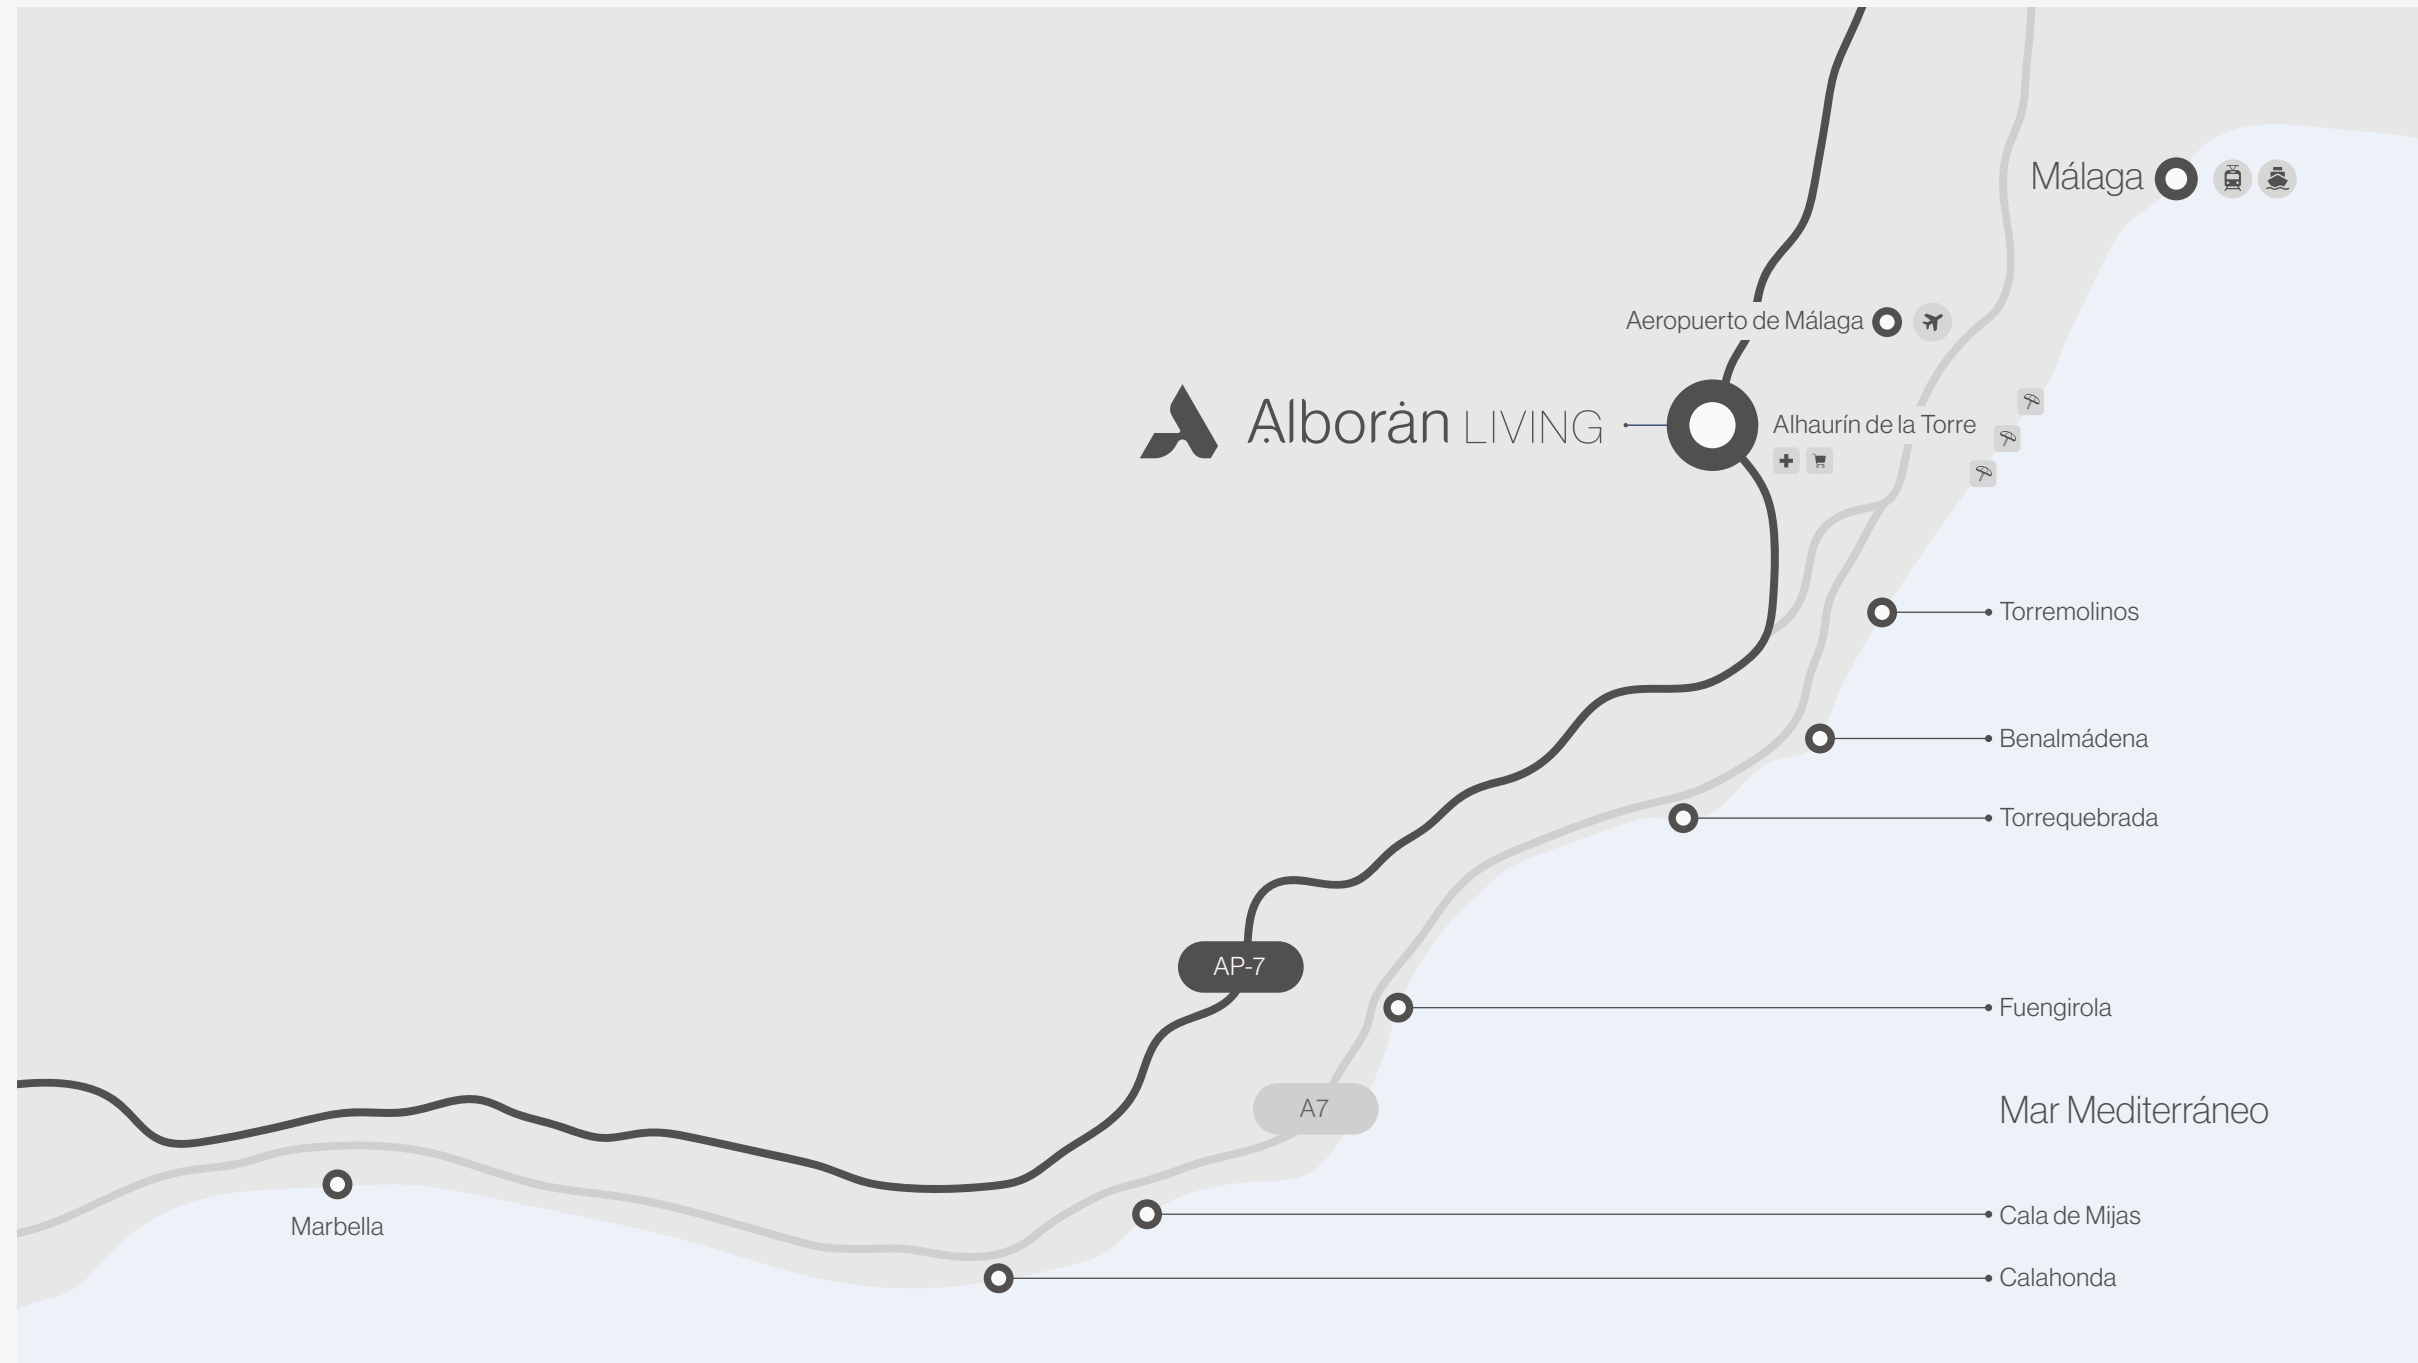 Málaga
Aeropuerto de Málaga
Alborán LIVING
Alhaurín de la Torre
Torremolinos
Benalmádena
Torrequebrada
AP-7
Fuengirola
A7
Mar Mediterráneo
Marbella
Cala de Mijas
Calahonda